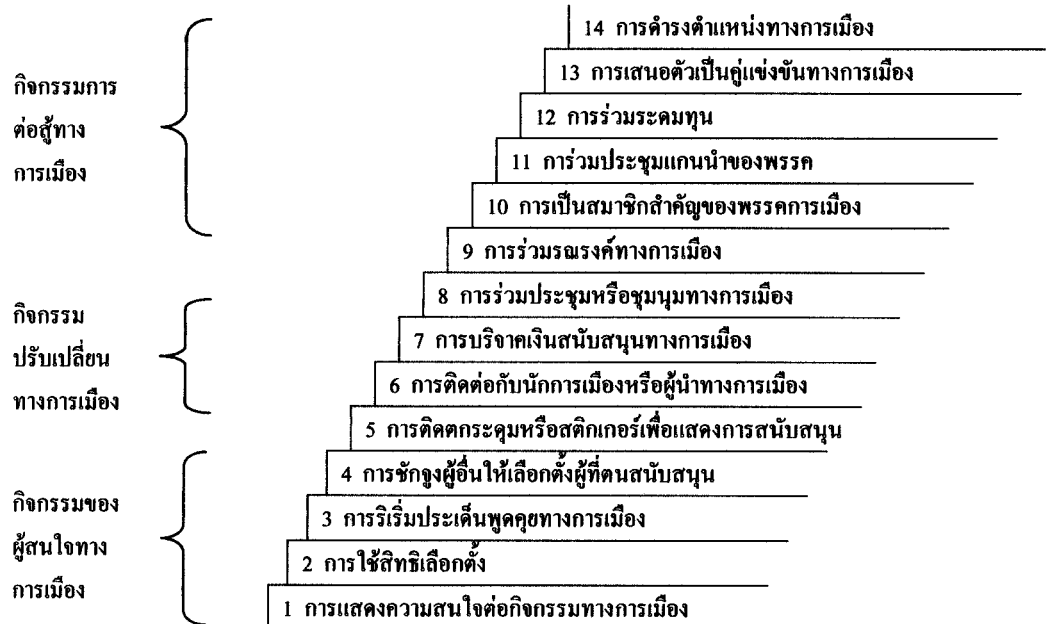 14 การดำรงตำแหน่งทางการเมือง
13 การเสนอตัวเป็นคู่แข่งขันทางการเมือง
12 การร่วมระดมทุน
11 การ่วมประชุมแกนนำของพรรค
10 การเป็นสมาชิกสำคัญของพรรคการเมือง
9 การร่วมรณรงค์ทางการเมือง
8 การร่วมประชุมหรือชุมนุมทางการเมือง
7 การบริจาคเงินสนับสนุนทางการเมือง
6 การติดต่อกับนักการเมืองหรือผู้นำทางการเมือง
5 การติดตกระดุมหรือสติกเกอร์เพื่อแสดงการสนับสนุน
4 การชักจูงผู้อื่นให้เลือกตั้งผู้ที่ตนสนับสนุน
3 การริเริ่มประเด็นพูดคุยทางการเมือง
2 การใช้สิทธิเลือกตั้ง
1 การแสดงความสนใจต่อกิจกรรมทางการเมือง
กิจกรรมการ
ต่อสู้ทาง
การเมือง
กิจกรรม
ปรับเปลี่ยน
ทางการเมือง
กิจกรรมของ
ผู้สนใจทาง
การเมือง